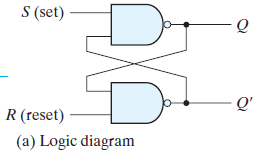 S (set)
Q
Q'
R (reset)
(a) Logic diagram